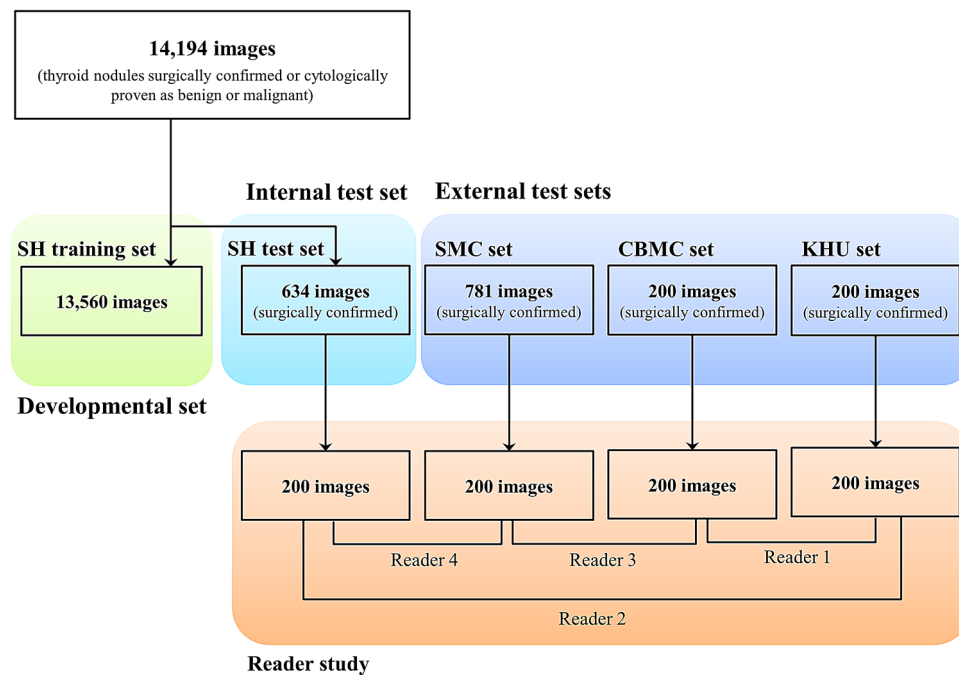 14,194 images
(thyroid nodules surgically confirmed or cytologically
proven as benign or malignant)
Internal test set
External test sets
SH training set
SH test set
SMC set
CBMC set
KHU set
13,560 images
634 images
(surgically confirmed)
781 images
(surgically confirmed)
200 images
(surgically confirmed)
200 images
(surgically confirmed)
Developmental set
200 images
200 images
200 images
200 images
Reader 4
Reader 3
Reader 1
Reader 2
Reader study